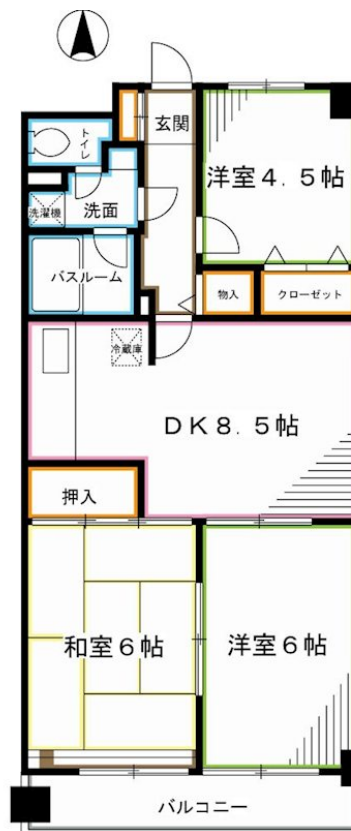 玄関
トイレ
洋室4.5帖
洗面
洗濯機
バスルーム
物入
クローゼット
冷蔵庫
DK8.5帖
押入
和室6帖
洋室6帖
バルコニー